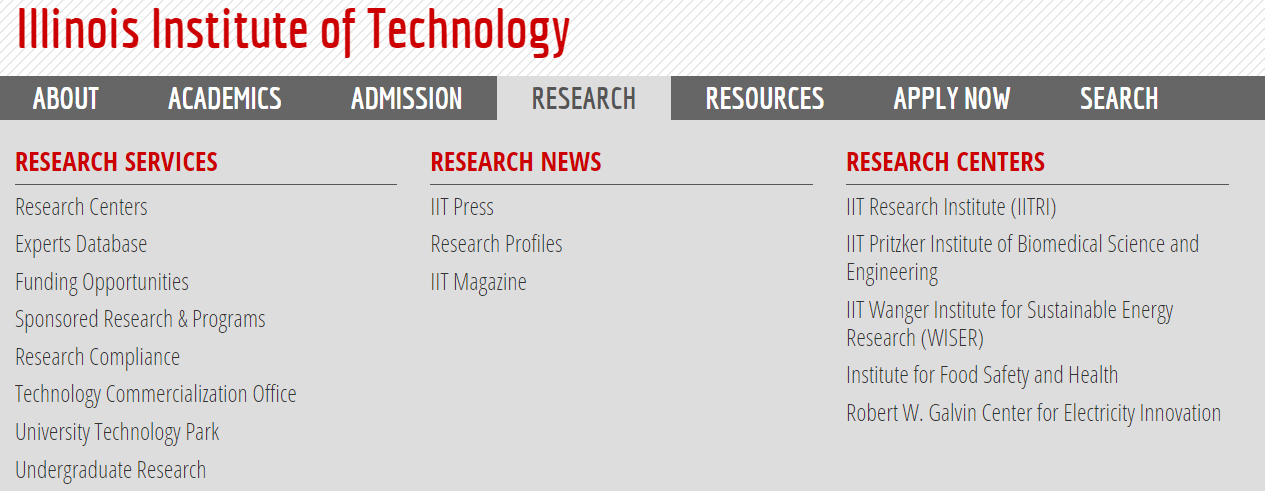 Illinois Institute of Technology
ABOUT ACADEMICS ADMISSION RESEARCH RESOURCES APPLY NOW SEARCH
RESEARCH SERVICES
Research Centers
Experts Database
Funding Opportunities
Sponsored Research & Programs
Research Compliance
Technology Commercialization Office
University Technology Park
Undergraduate Research
RESEARCH NEWS
IIT Press
Research Profiles
IIT Magazine
RESEARCH CENTERS
IIT Research Institute (IITRI)
IIT Pritzker Institute of Biomedical Science and
Engineering
IIT Wanger Institute for Sustainable Energy
Research (WISER)
Institute for Food Safety and Health
Robert W. Galvin Center for Electricity Innovation